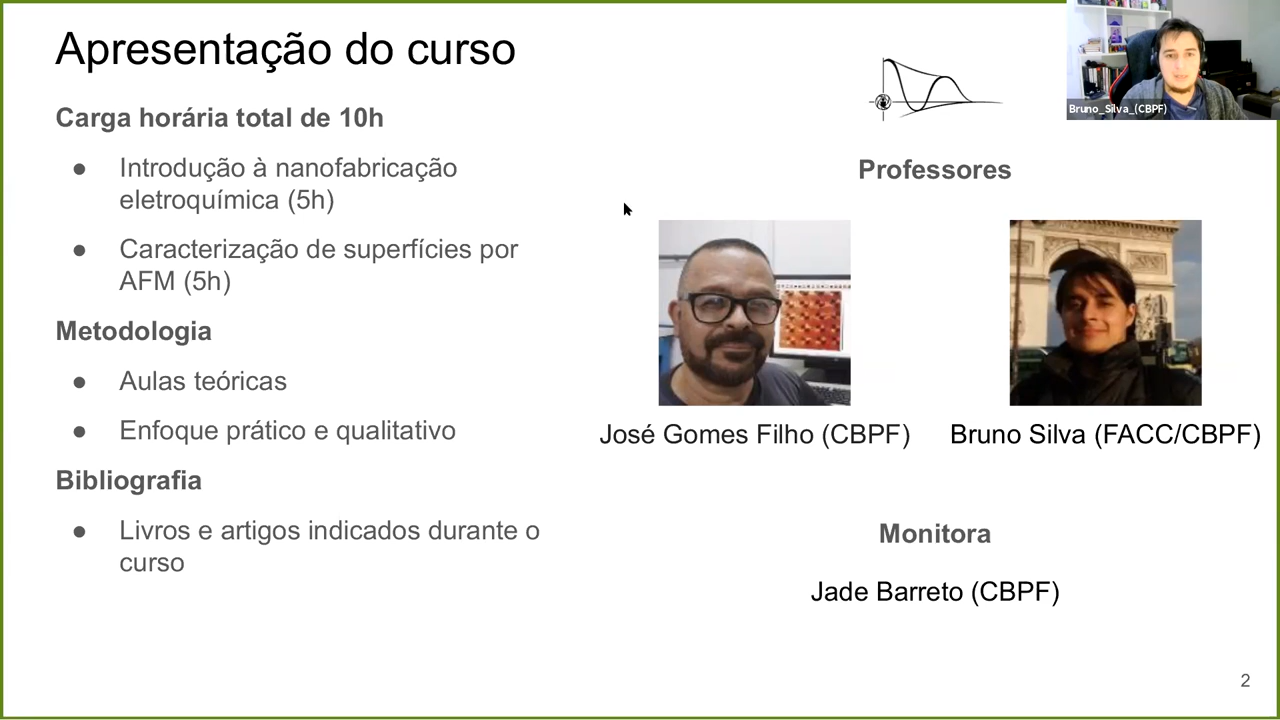 Apresentação do curso
Carga horária total de 10h
● Introdução à nanofabricação
eletroquímica (5h)
● Caracterização de superfícies por
AFM (5h)
Metodologia
● Aulas teóricas
● Enfoque prático e qualitativo
Bibliografia
● Livros e artigos indicados durante o
curso
Bruno_Silva_(CBPF)
Professores
José Gomes Filho (CBPF)
Bruno Silva (FACC/CBPF)
Monitora
Jade Barreto (CBPF)
2